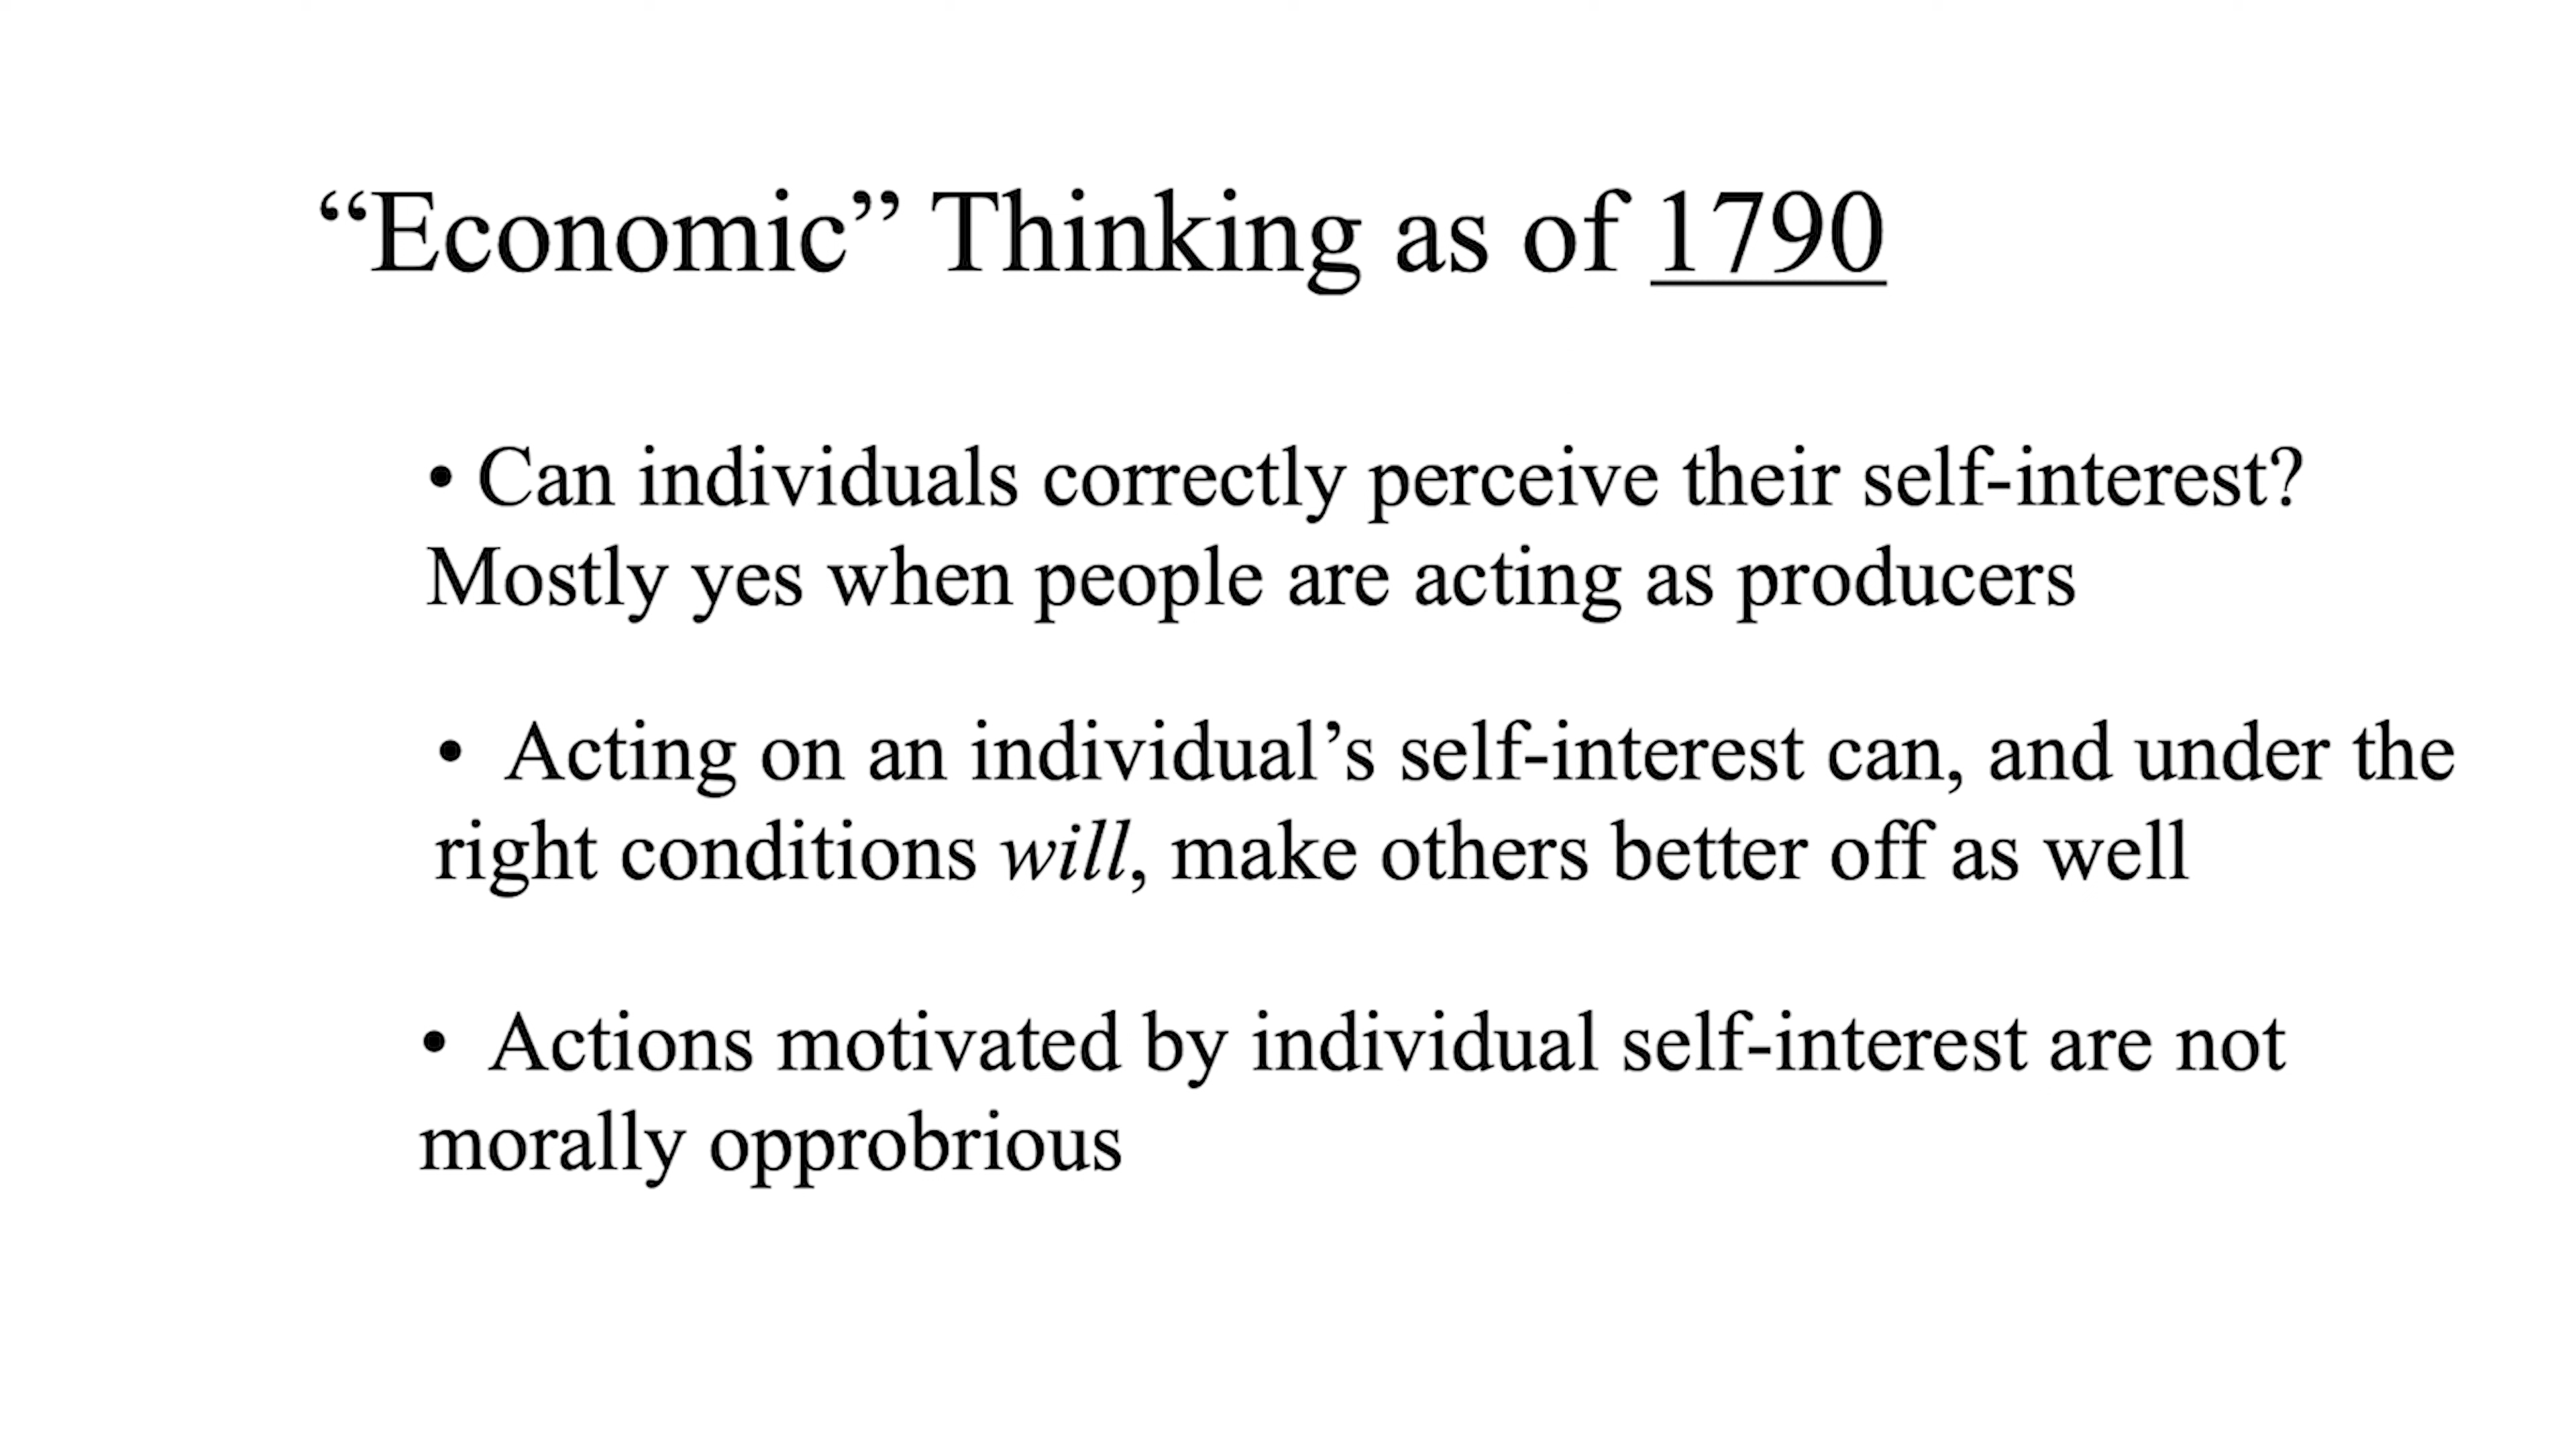 “Economic” Thinking as of 1790
• Can individuals correctly perceive their self-interest?
Mostly yes when people are acting as producers
• Acting on an individual’s self-interest can, and under the
right conditions will, make others better off as well
• Actions motivated by individual self-interest are not
morally opprobrious